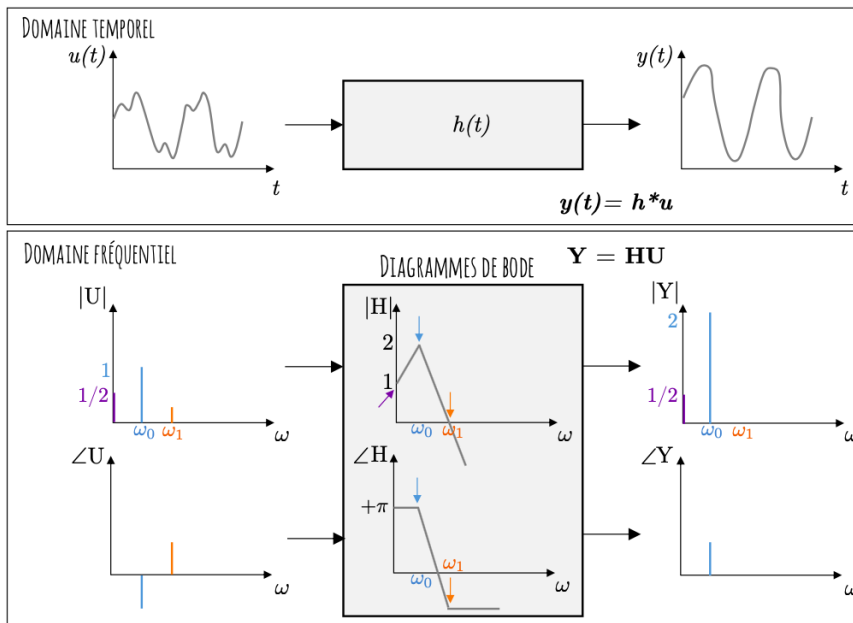 DOMAINE TEMPOREL
u(t)
t
h(t)
y(t)
t
y(t)= h*u
DOMAINE FRÉQUENTIEL
DIAGRAMMES DE BODE
Y = HU
|U|
1
1/2
ω₀
ω₁
ω
|H|
2
1
ω₀
ω₁
ω
|Y|
2
1/2
ω₀
ω₁
ω
∠U
ω
∠H
+π
ω₀
ω₁
ω
∠Y
ω